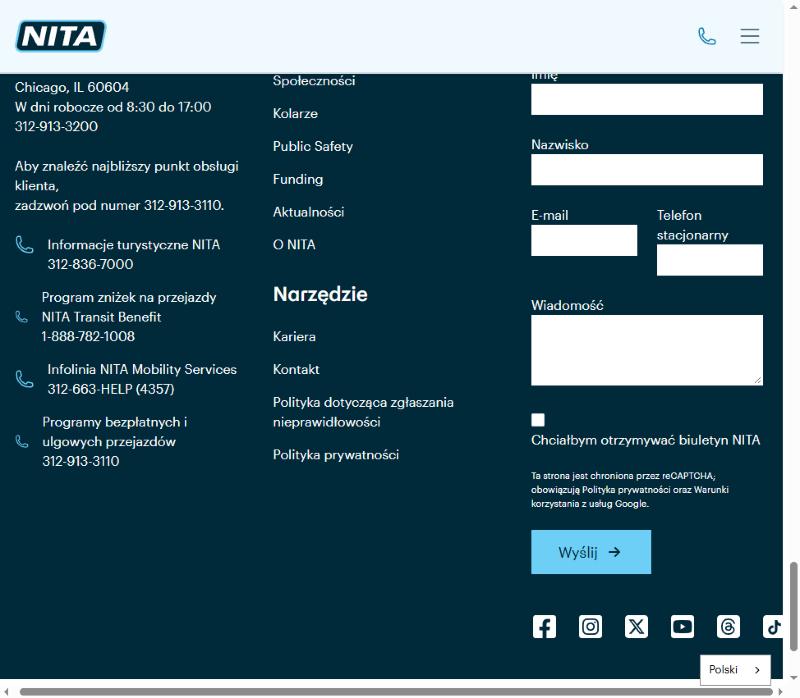 NITA
Chicago, IL 60604
W dni robocze od 8:30 do 17:00
312-913-3200
Aby znaleźć najbliższy punkt obsługi
klienta,
zadzwoń pod numer 312-913-3110.
Informacje turystyczne NITA
312-836-7000
Program zniżek na przejazdy
NITA Transit Benefit
1-888-782-1008
Infolinia NITA Mobility Services
312-663-HELP (4357)
Programy bezpłatnych i
ulgowych przejazdów
312-913-3110
Społeczności
Kolarze
Public Safety
Funding
Aktualności
O NITA
Narzędzie
Kariera
Kontakt
Polityka dotycząca zgłaszania
nieprawidłowości
Polityka prywatności
Imię
Nazwisko
E-mail
Telefon
stacjonarny
Wiadomość
Chciałbym otrzymywać biuletyn NITA
Ta strona jest chroniona przez reCAPTCHA;
obowiązują Polityka prywatności oraz Warunki
korzystania z usług Google.
Wyślij
Polski